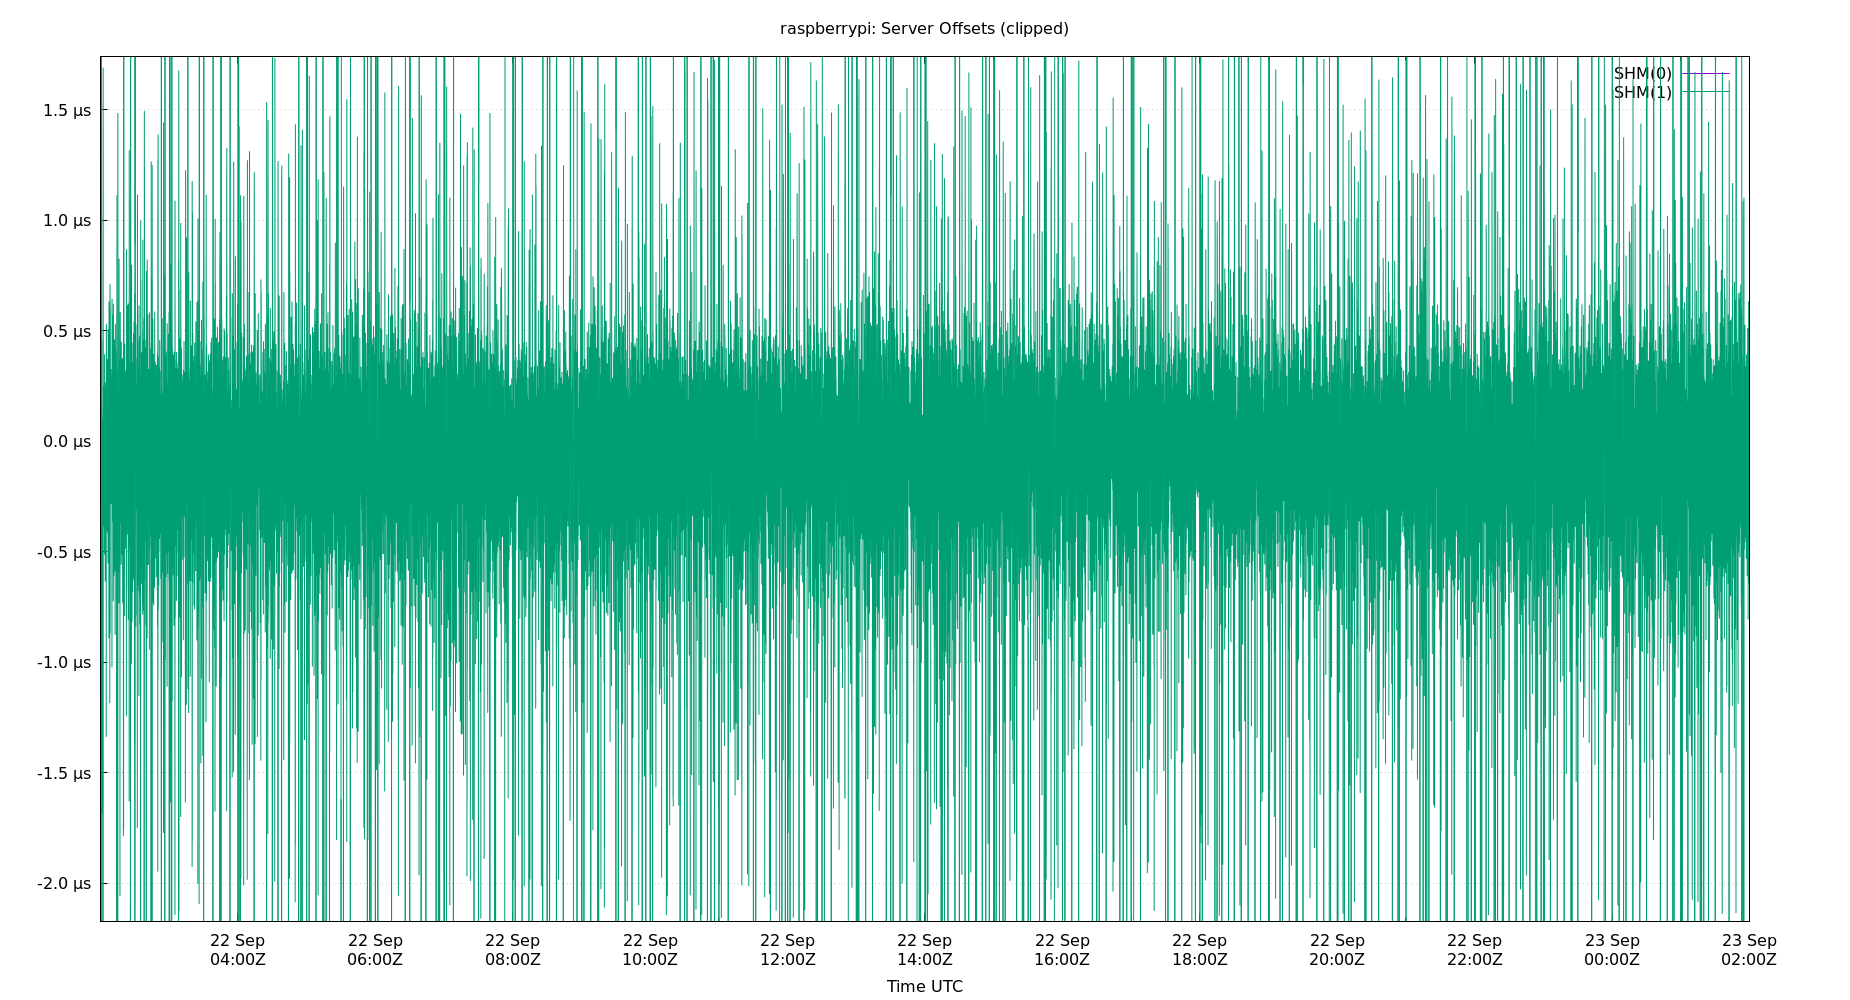 raspberrypi: Server Offsets (clipped)
SHM(0)
SHM(1)
1.5 µs
1.0 µs
0.5 µs
0.0 µs
-0.5 µs
-1.0 µs
-1.5 µs
-2.0 µs
22 Sep 22 Sep 22 Sep 22 Sep 22 Sep 22 Sep 22 Sep 22 Sep 22 Sep 22 Sep 23 Sep 23 Sep
04:00Z 06:00Z 08:00Z 10:00Z 12:00Z 14:00Z 16:00Z 18:00Z 20:00Z 22:00Z 00:00Z 02:00Z
Time UTC